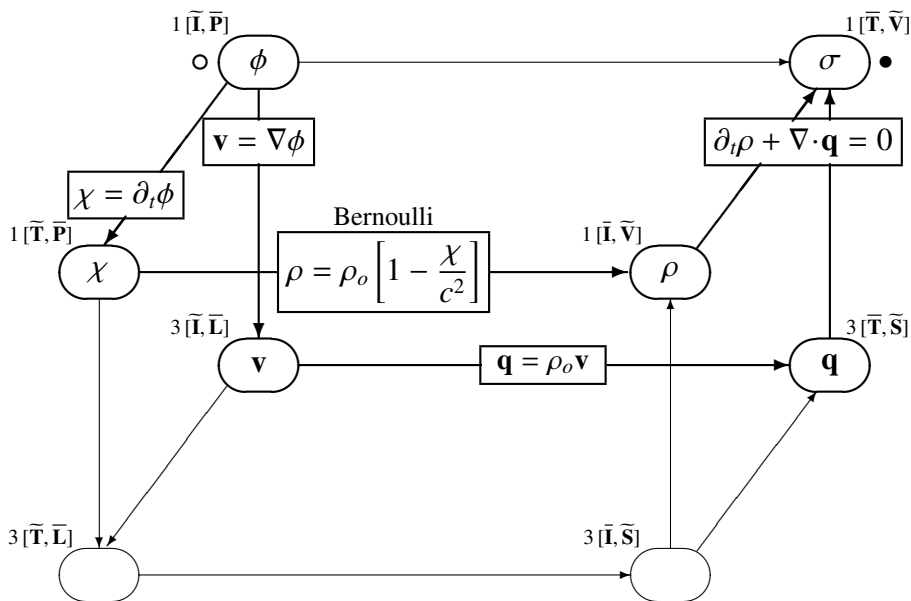 1 [Ĩ, P̄] 1 [T̄, Ṽ]
ϕ σ
v = ∇ϕ ∂ₜρ + ∇·q = 0
χ = ∂ₜϕ
Bernoulli
1 [T̃, P̄] 1 [Ī, Ṽ]
χ ρ = ρₒ [1 − χ/c²] ρ
3 [Ĩ, L̄] 3 [T̄, S̃]
v q = ρₒv q
3 [T̃, L̄] 3 [Ī, S̃]